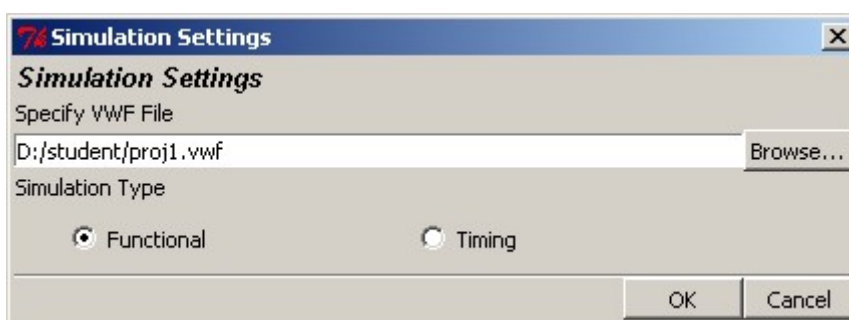 Simulation Settings
Simulation Settings
Specify VWF File
D:/student/proj1.vwf Browse...
Simulation Type
Functional Timing
OK Cancel